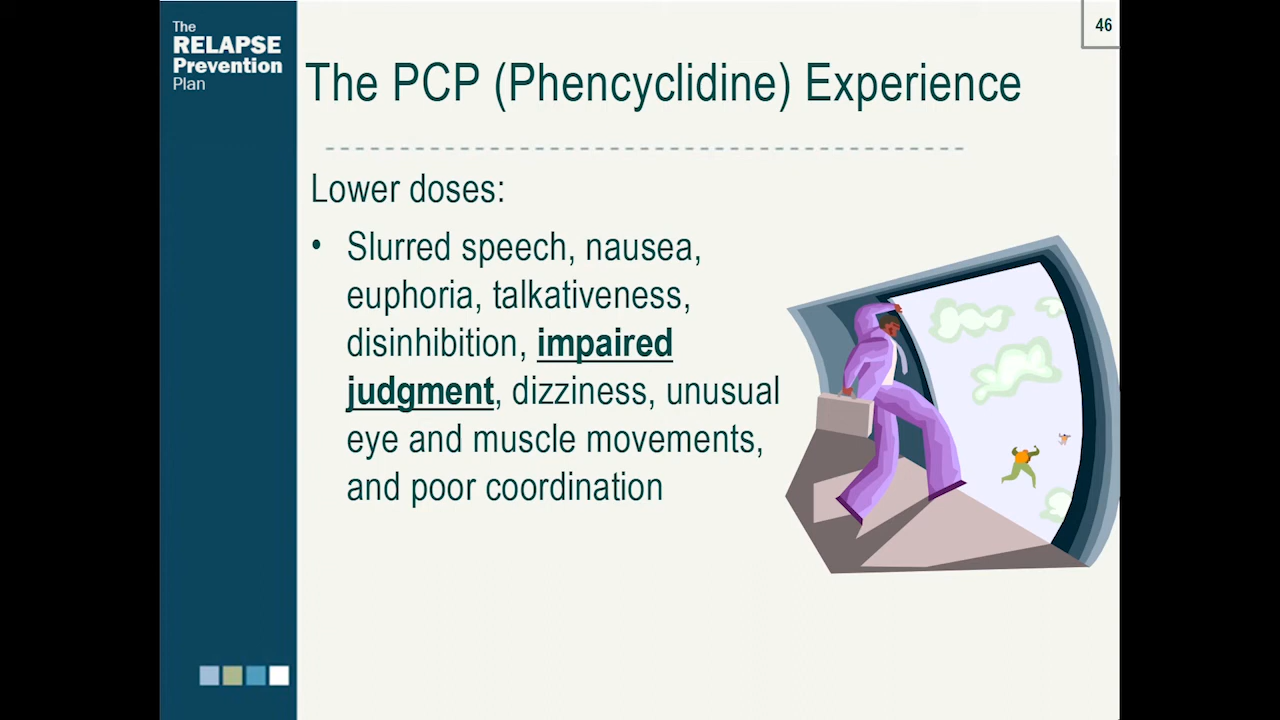 The
RELAPSE
Prevention
Plan
46
The PCP (Phencyclidine) Experience
Lower doses:
• Slurred speech, nausea,
euphoria, talkativeness,
disinhibition, impaired
judgment, dizziness, unusual
eye and muscle movements,
and poor coordination